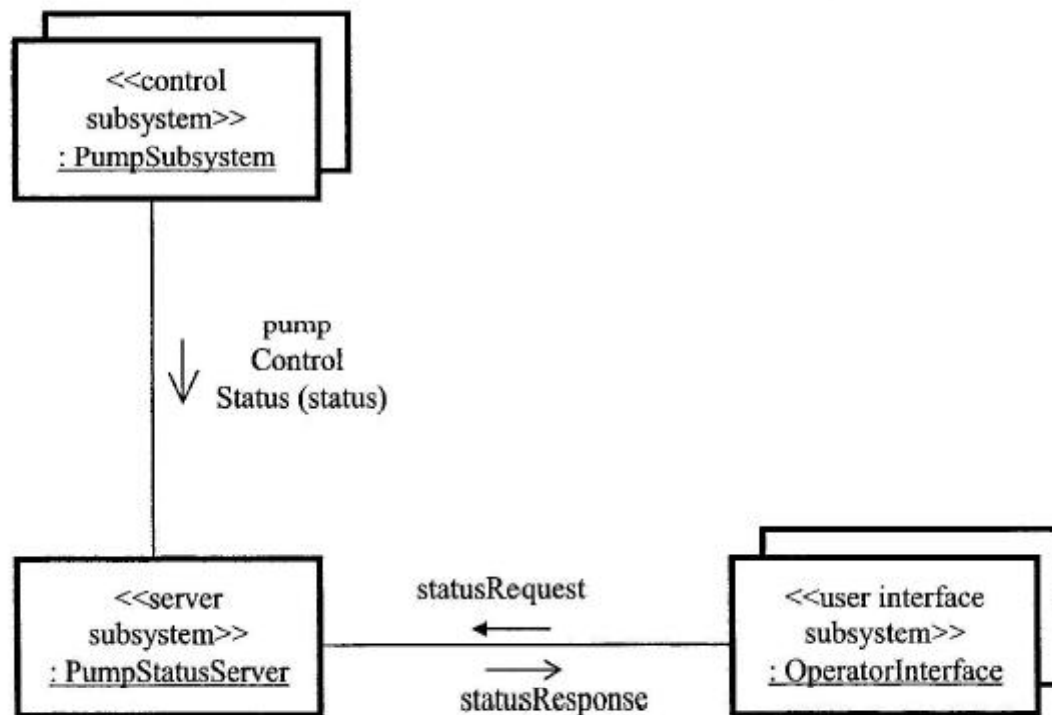 <<control
subsystem>>
: PumpSubsystem
pump
Control
Status (status)
<<server
subsystem>>
: PumpStatusServer
statusRequest
statusResponse
<<user interface
subsystem>>
: OperatorInterface